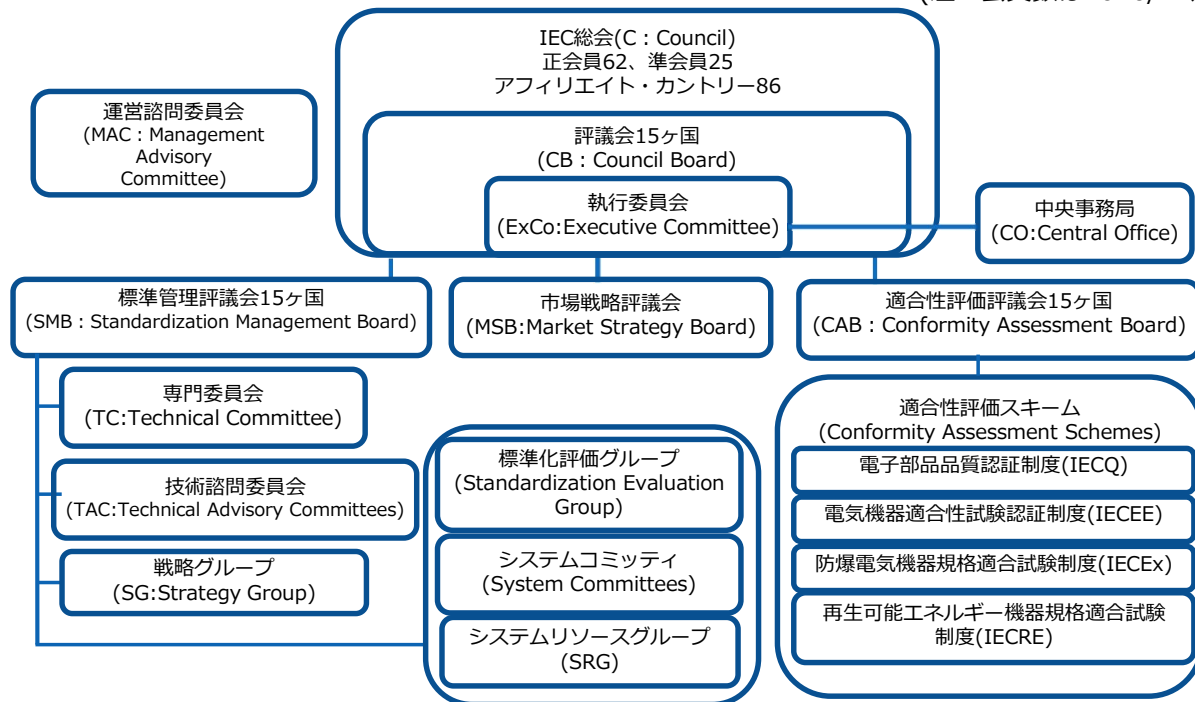 IEC総会(C：Council)
正会員62、準会員25
アフィリエイト・カントリー86
運営諮問委員会
(MAC：Management
Advisory
Committee)
評議会15ヶ国
(CB：Council Board)
執行委員会
(ExCo:Executive Committee)
中央事務局
(CO:Central Office)
標準管理評議会15ヶ国
(SMB：Standardization Management Board)
市場戦略評議会
(MSB:Market Strategy Board)
適合性評価評議会15ヶ国
(CAB：Conformity Assessment Board)
専門委員会
(TC:Technical Committee)
技術諮問委員会
(TAC:Technical Advisory Committees)
戦略グループ
(SG:Strategy Group)
標準化評価グループ
(Standardization Evaluation
Group)
システムコミッティ
(System Committees)
システムリソースグループ
(SRG)
適合性評価スキーム
(Conformity Assessment Schemes)
電子部品品質認証制度(IECQ)
電気機器適合性試験認証制度(IECEE)
防爆電気機器規格適合試験制度(IECEx)
再生可能エネルギー機器規格適合試験
制度(IECRE)